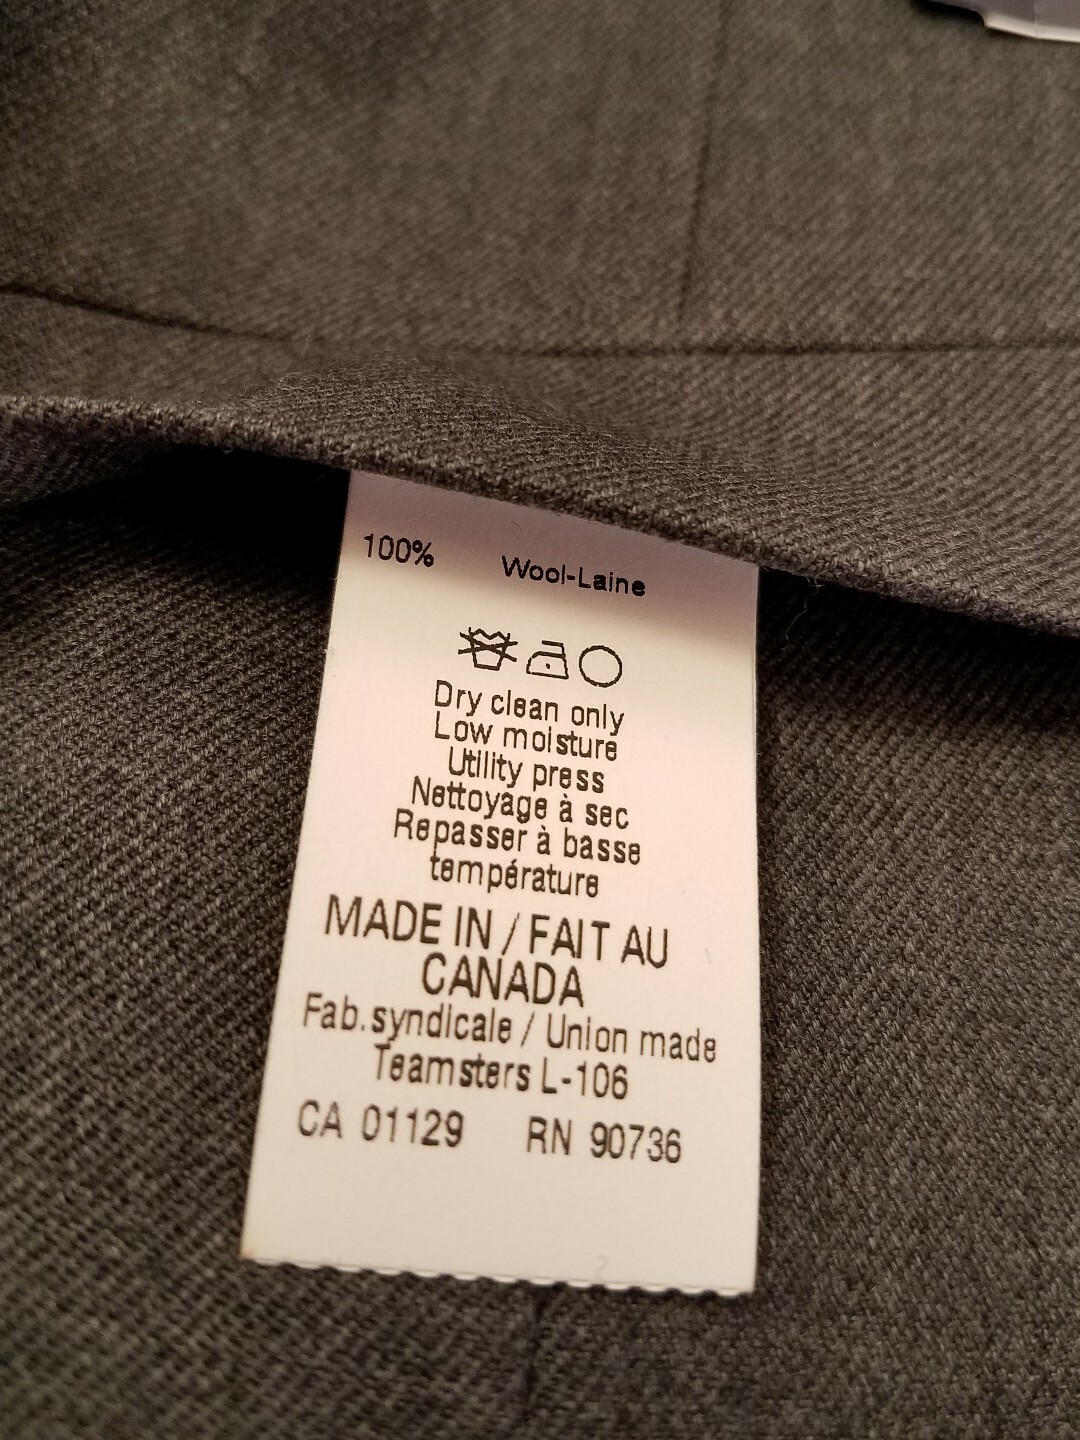 100% Wool-Laine
Dry clean only
Low moisture
Utility press
Nettoyage à sec
Repasser à basse
température
MADE IN / FAIT AU
CANADA
Fab.syndicale / Union made
Teamsters L-106
CA 01129 RN 90736